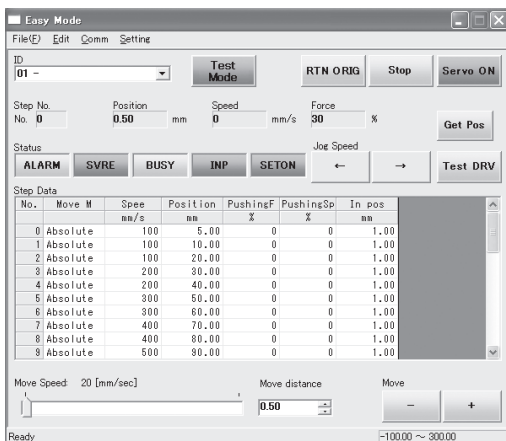 Easy Mode
File(F) Edit Comm Setting
ID
01 -
Test Mode
RTN ORIG
Stop
Servo ON
Step No. Position Speed Force
No. 0 0.50 mm 0 mm/s 30 %
Get Pos
Status
Jog Speed
ALARM SVRE BUSY INP SETON ← → Test DRV
Step Data
No. Move M Spee Position PushingF PushingSp In pos
mm/s mm % % mm
0 Absolute 100 5.00 0 0 1.00
1 Absolute 100 10.00 0 0 1.00
2 Absolute 100 20.00 0 0 1.00
3 Absolute 200 30.00 0 0 1.00
4 Absolute 200 40.00 0 0 1.00
5 Absolute 300 50.00 0 0 1.00
6 Absolute 300 60.00 0 0 1.00
7 Absolute 400 70.00 0 0 1.00
8 Absolute 400 80.00 0 0 1.00
9 Absolute 500 90.00 0 0 1.00
Move Speed: 20 [mm/sec] Move distance Move
0.50 - +
Ready -100.00 ~ 300.00